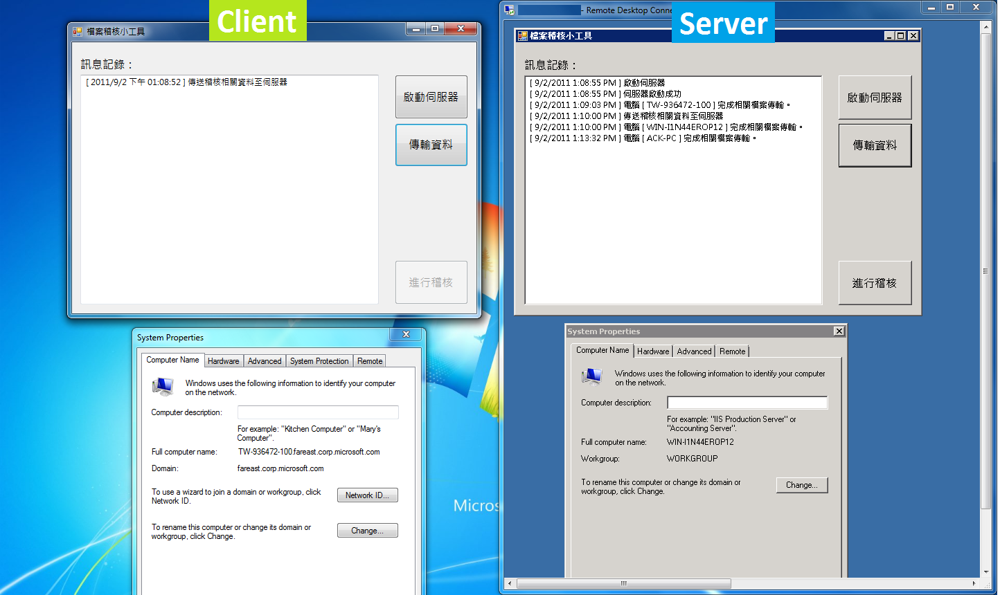 Client
檔案稽核小工具
訊息記錄：
[ 2011/9/2 下午 01:08:52 ] 傳送稽核相關資料至伺服器
啟動伺服器
傳輸資料
進行稽核
System Properties
Computer Name
Hardware
Advanced
System Protection
Remote
Windows uses the following information to identify your computer
on the network.
Computer description:
For example: "Kitchen Computer" or "Mary's
Computer".
Full computer name:
TW-936472-100.fareast.corp.microsoft.com
Domain:
fareast.corp.microsoft.com
To use a wizard to join a domain or workgroup, click
Network ID.
Network ID...
To rename this computer or change its domain or
workgroup, click Change.
Change...
Micros
- Remote Desktop Conne
Server
檔案稽核小工具
訊息記錄：
[ 9/2/2011 1:08:55 PM ] 啟動伺服器
[ 9/2/2011 1:08:55 PM ] 伺服器啟動成功
[ 9/2/2011 1:09:03 PM ] 電腦 [ TW-936472-100 ] 完成相關檔案傳輸。
[ 9/2/2011 1:10:00 PM ] 傳送稽核相關資料至伺服器
[ 9/2/2011 1:10:00 PM ] 電腦 [ WIN-I1N44EROP12 ] 完成相關檔案傳輸。
[ 9/2/2011 1:13:32 PM ] 電腦 [ ACK-PC ] 完成相關檔案傳輸。
啟動伺服器
傳輸資料
進行稽核
System Properties
Computer Name
Hardware
Advanced
Remote
Windows uses the following information to identify your computer
on the network.
Computer description:
For example: "IIS Production Server" or
"Accounting Server".
Full computer name:
WIN-I1N44EROP12
Workgroup:
WORKGROUP
To rename this computer or change its domain or
workgroup, click Change.
Change...